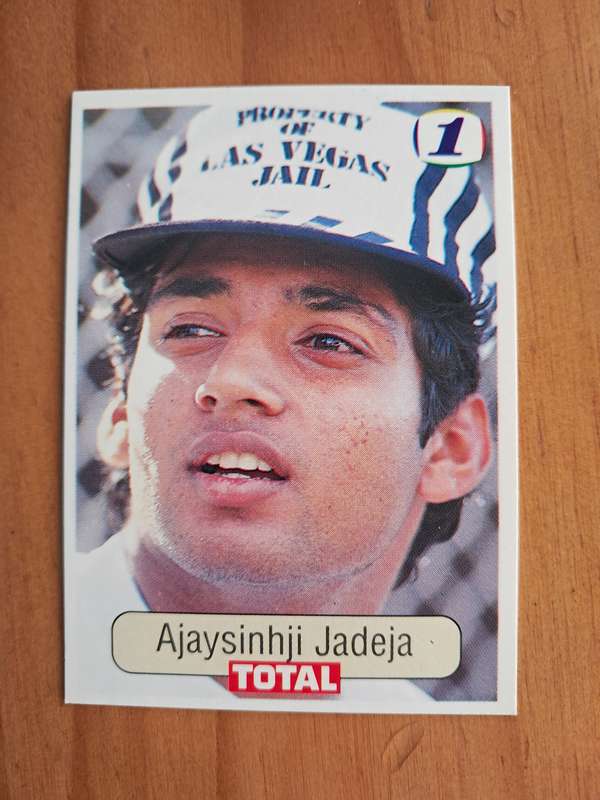 PROPERTY
OF
LAS VEGAS
JAIL
1
Ajaysinhji Jadeja
TOTAL